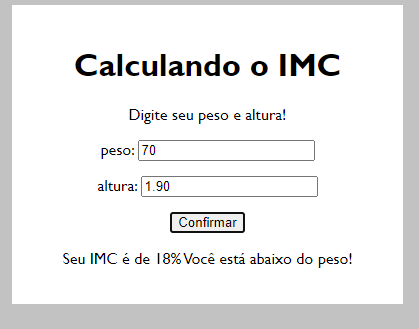 Calculando o IMC
Digite seu peso e altura!
peso: 70
altura: 1.90
Confirmar
Seu IMC é de 18% Você está abaixo do peso!